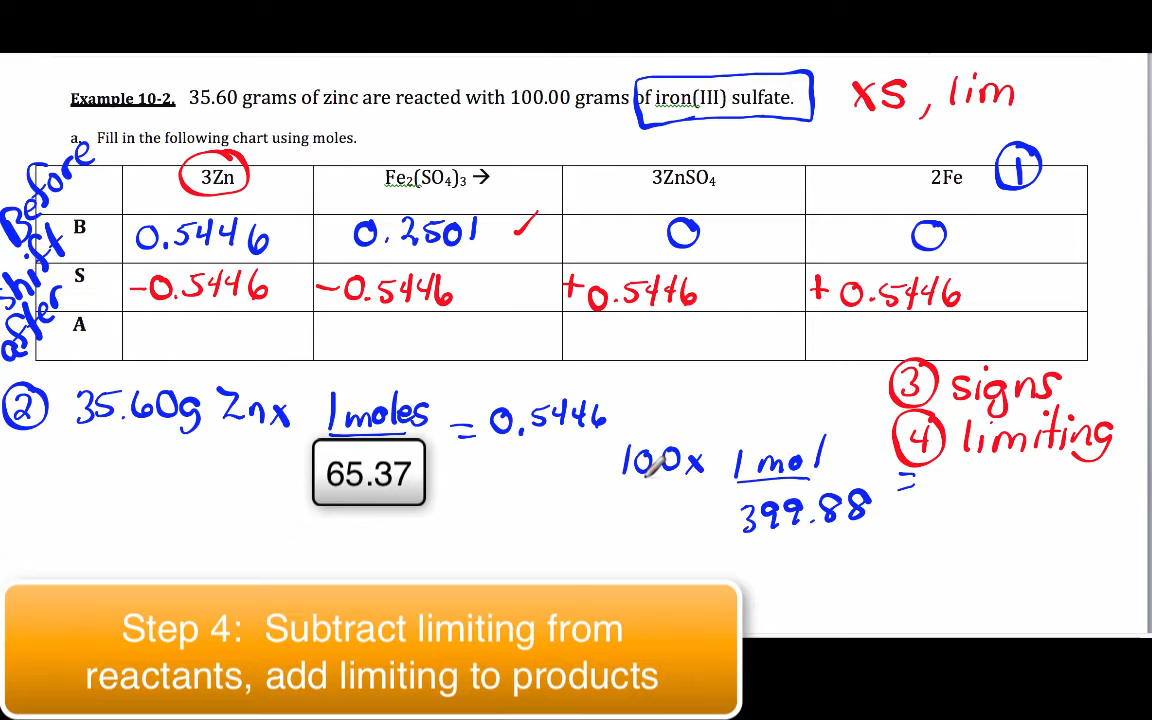 Example 10-2. 35.60 grams of zinc are reacted with 100.00 grams of iron(III) sulfate. xs, lim
a. Fill in the following chart using moles.
Before
shift
after
3Zn Fe₂(SO₄)₃ → 3ZnSO₄ 2Fe 1
B 0.5446 0.2501 ✓ 0 0
S -0.5446 -0.5446 +0.5446 +0.5446
A
2 35.60g Zn x 1 moles = 0.5446
65.37
3 signs
4 limiting
100x 1 mol =
399.88
Step 4: Subtract limiting from
reactants, add limiting to products